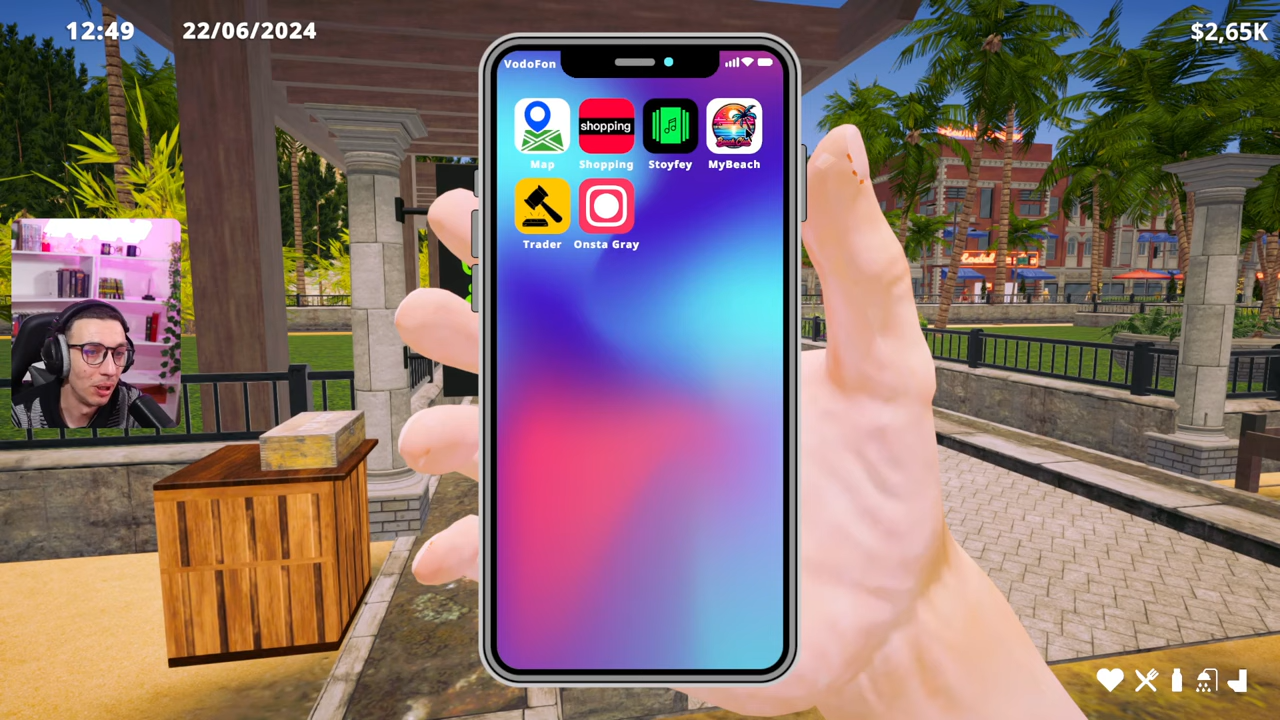 12:49 22/06/2024
$2,65K
VodoFon
shopping
Map Shopping Stoyfey MyBeach
Trader Onsta Gray